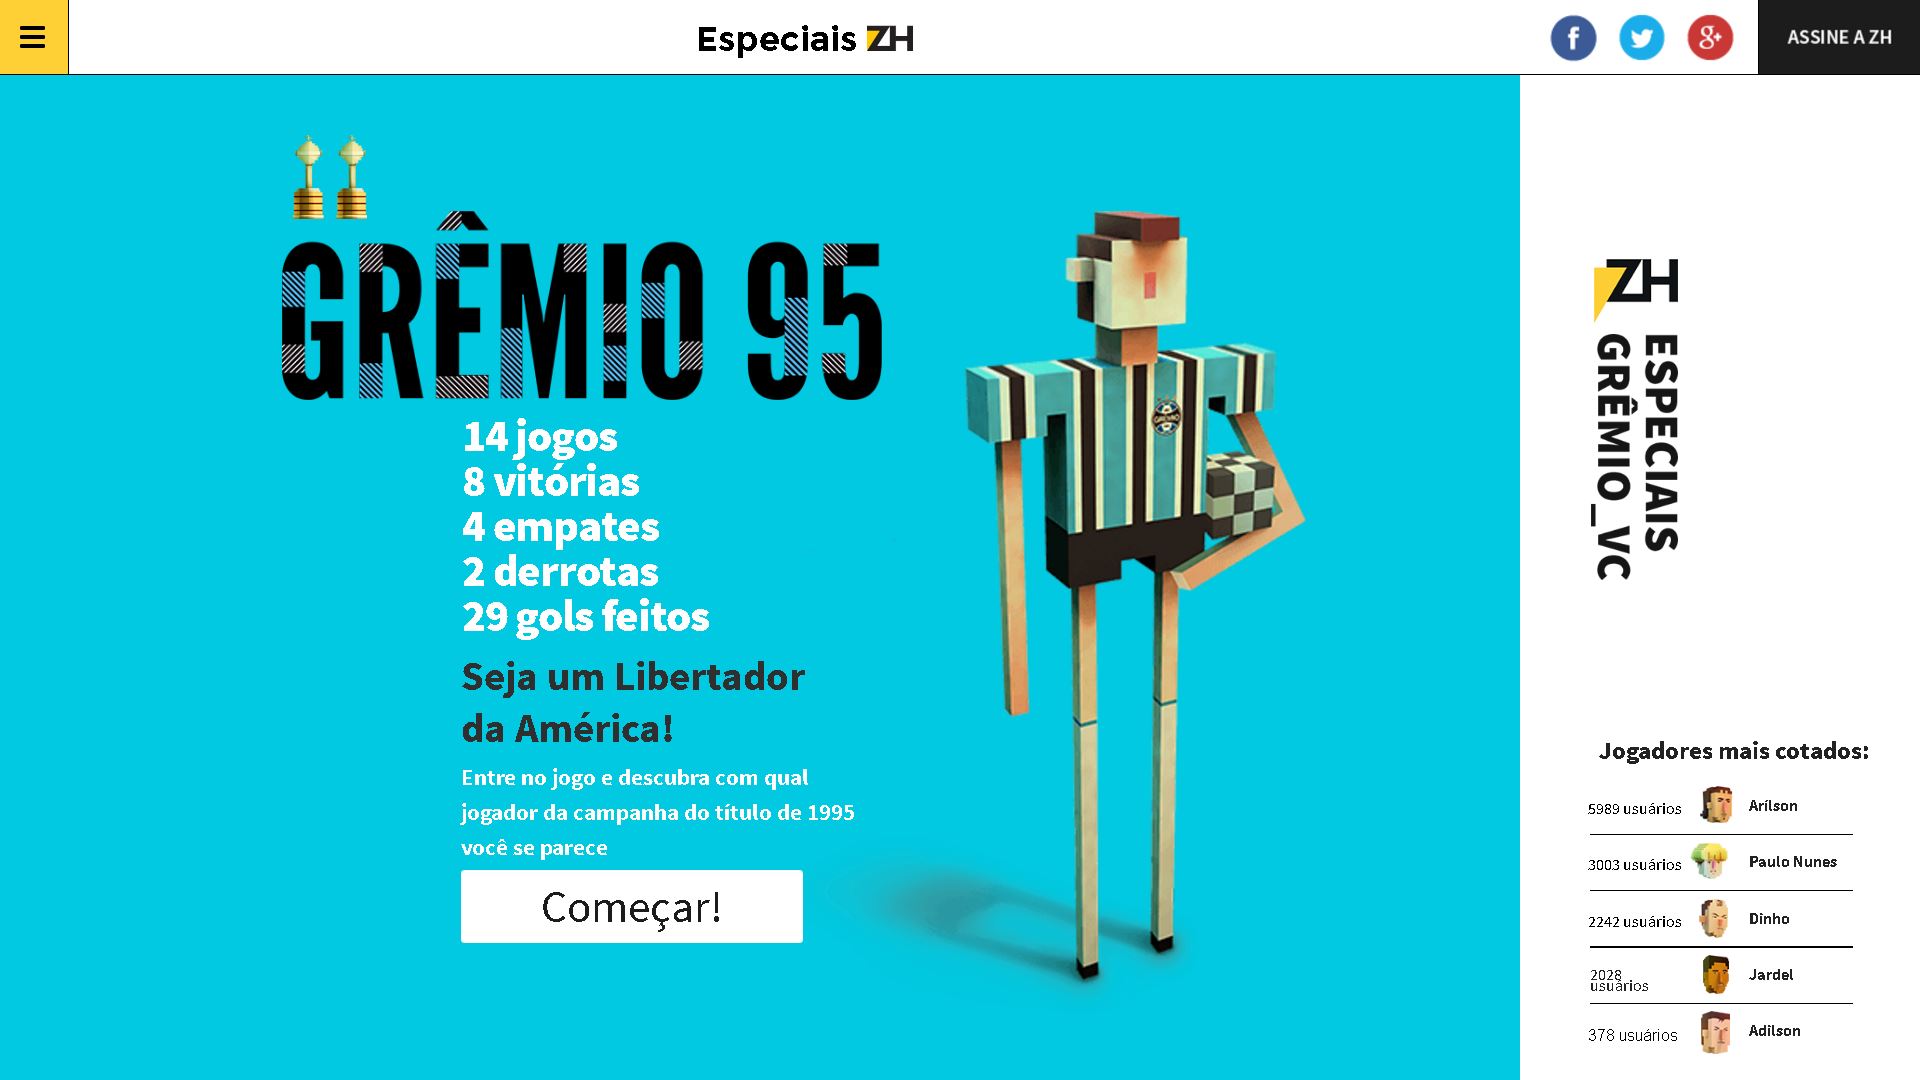 Especiais ZH
f
g+
ASSINE A ZH
GRÊMIO 95
14 jogos
8 vitórias
4 empates
2 derrotas
29 gols feitos
Seja um Libertador
da América!
Entre no jogo e descubra com qual
jogador da campanha do título de 1995
você se parece
Começar!
GRÊMIO
ZH
ESPECIAIS
GRÊMIO_VC
Jogadores mais cotados:
5989 usuários Arílson
3003 usuários Paulo Nunes
2242 usuários Dinho
2028
usuários Jardel
378 usuários Adilson